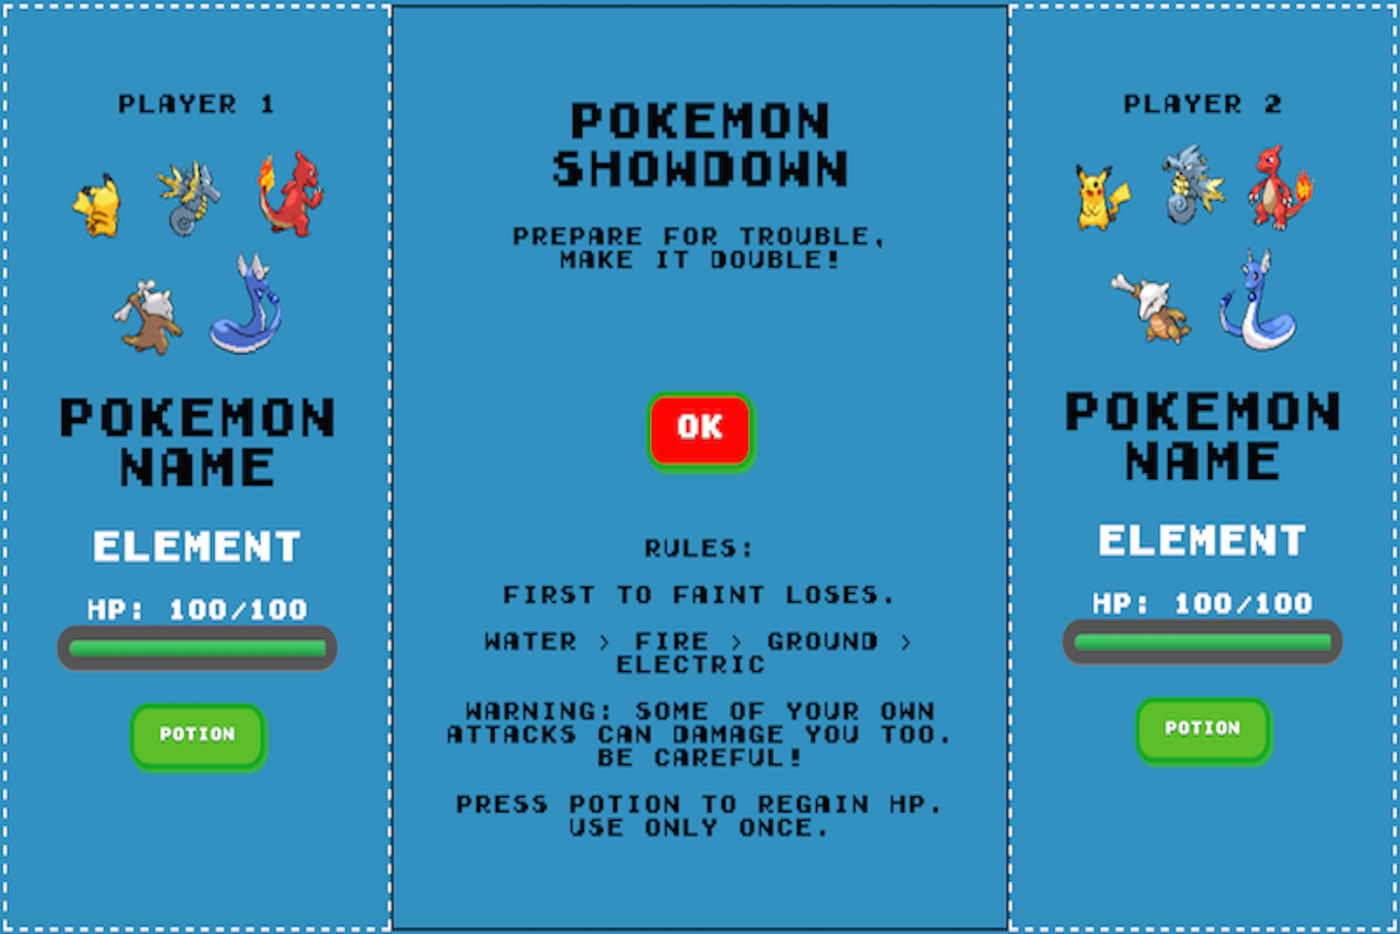 PLAYER 1
POKEMON
NAME
ELEMENT
HP: 100/100
POTION
POKEMON
SHOWDOWN
PREPARE FOR TROUBLE,
MAKE IT DOUBLE!
OK
RULES:
FIRST TO FAINT LOSES.
WATER > FIRE > GROUND >
ELECTRIC
WARNING: SOME OF YOUR OWN
ATTACKS CAN DAMAGE YOU TOO.
BE CAREFUL!
PRESS POTION TO REGAIN HP.
USE ONLY ONCE.
PLAYER 2
POKEMON
NAME
ELEMENT
HP: 100/100
POTION